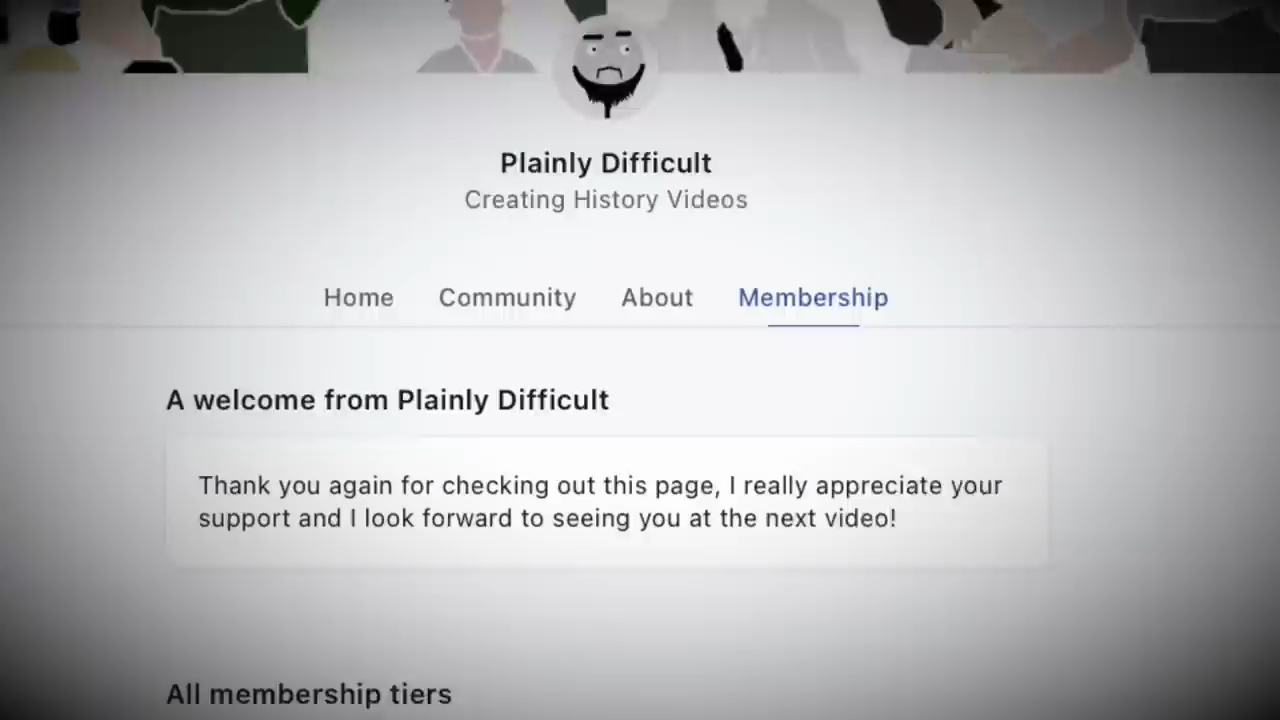 Plainly Difficult
Creating History Videos
Home Community About Membership
A welcome from Plainly Difficult
Thank you again for checking out this page, I really appreciate your
support and I look forward to seeing you at the next video!
All membership tiers